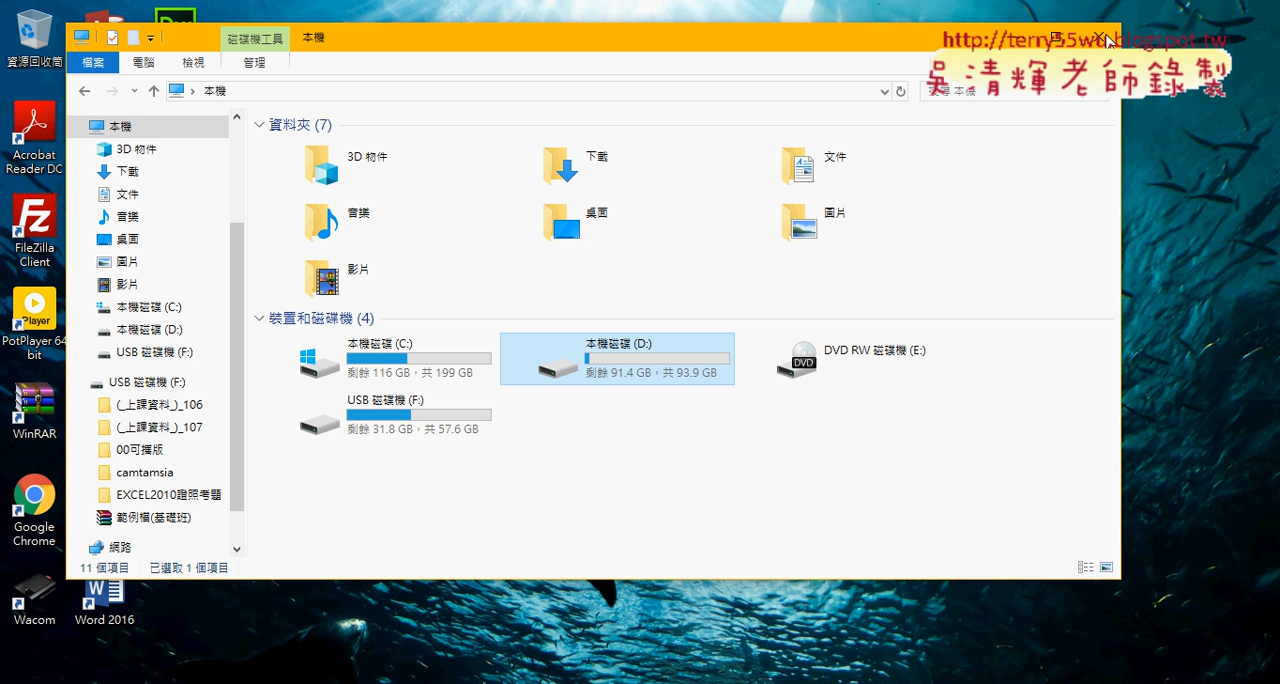 資源回收筒
Acrobat
Reader DC
FileZilla
Client
Player
PotPlayer 64
bit
WinRAR
Google
Chrome
Wacom
Word 2016
磁碟機工具
本機
檔案
電腦
檢視
管理
http://terry55wu.blogspot.tw
吳清輝老師錄製
本機
搜尋 本機
本機
3D 物件
下載
文件
音樂
桌面
圖片
影片
本機磁碟 (C:)
本機磁碟 (D:)
USB 磁碟機 (F:)
USB 磁碟機 (F:)
(_上課資料_)_106
(_上課資料_)_107
00可攜版
camtamsia
EXCEL2010證照考題
範例檔(基礎班)
網路
資料夾 (7)
3D 物件
下載
文件
音樂
桌面
圖片
影片
裝置和磁碟機 (4)
本機磁碟 (C:)
剩餘 116 GB，共 199 GB
本機磁碟 (D:)
剩餘 91.4 GB，共 93.9 GB
DVD
DVD RW 磁碟機 (E:)
USB 磁碟機 (F:)
剩餘 31.8 GB，共 57.6 GB
11 個項目
已選取 1 個項目